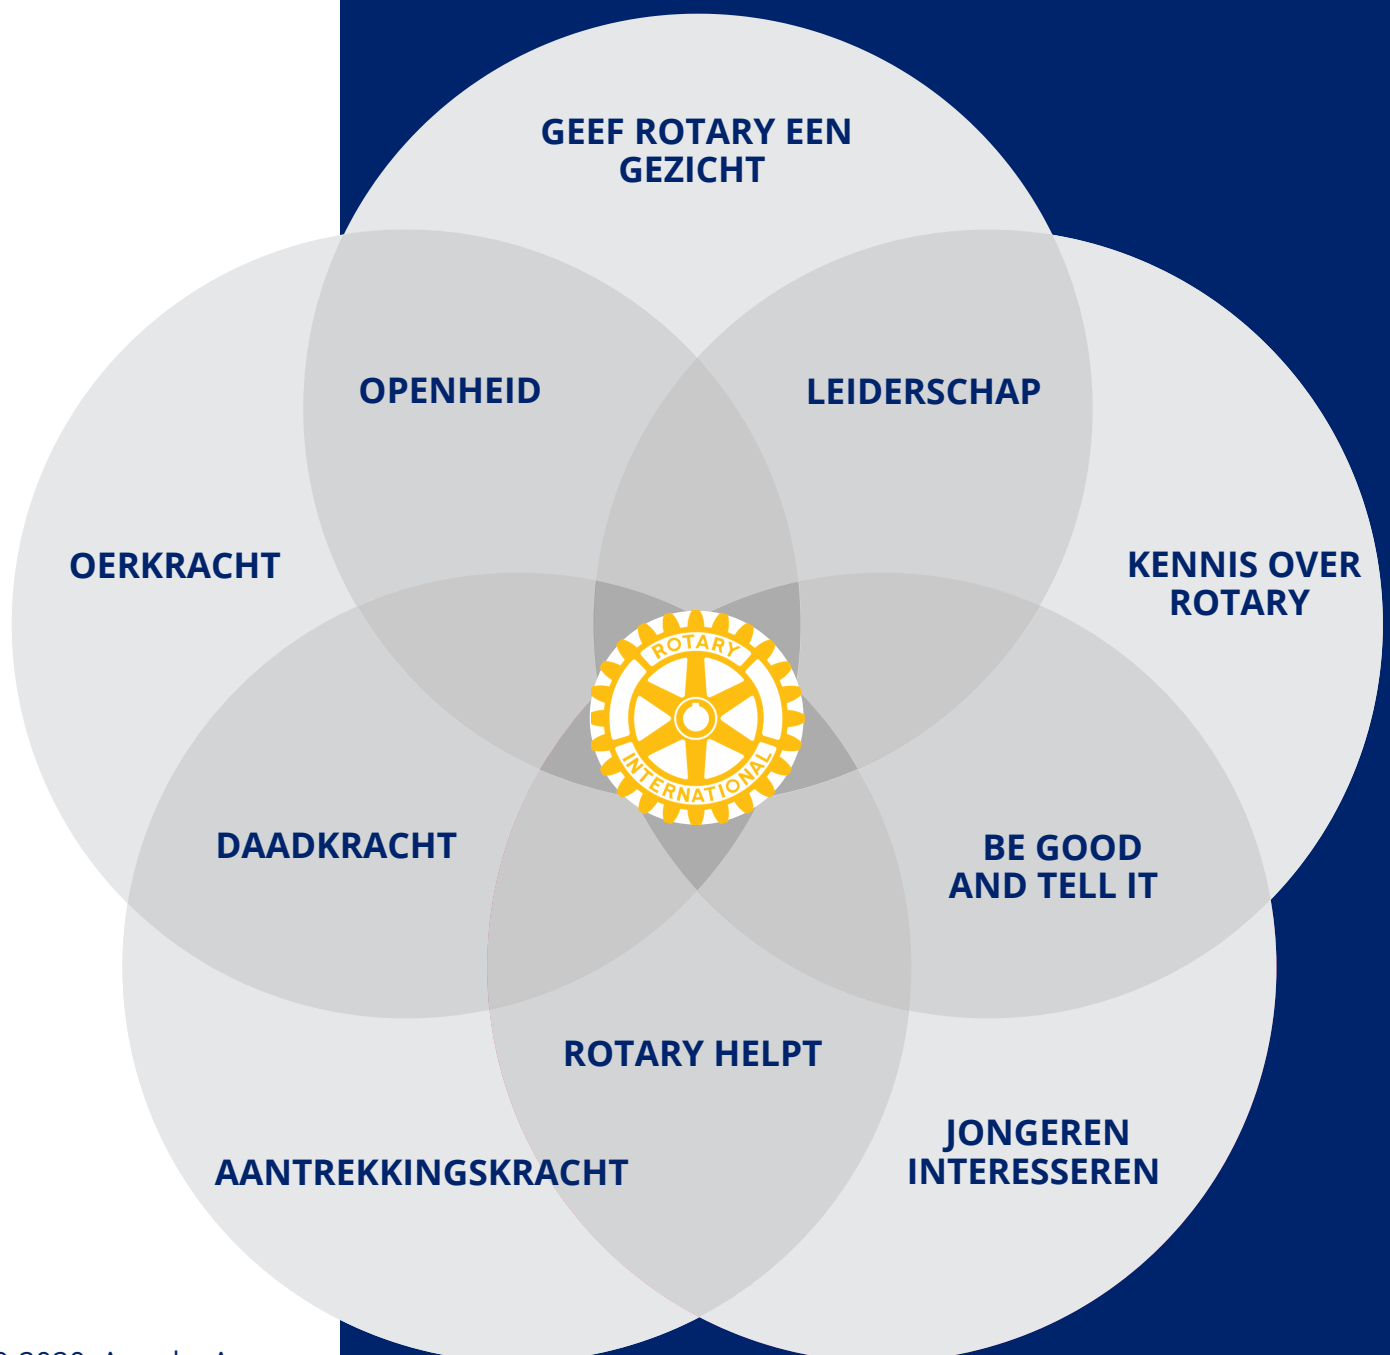 GEEF ROTARY EEN
GEZICHT
OPENHEID
LEIDERSCHAP
OERKRACHT
KENNIS OVER
ROTARY
ROTARY
INTERNATIONAL
DAADKRACHT
BE GOOD
AND TELL IT
ROTARY HELPT
JONGEREN
INTERESSEREN
AANTREKKINGSKRACHT